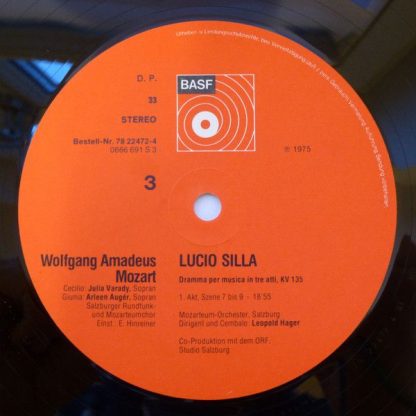 Urheber- u. Leistungsschutzrechte
D. P.
33
STEREO
BASF
Bestell-Nr. 78 22472-4
0666 691 S 3
℗ 1975
3
Wolfgang Amadeus
Mozart
Cecilio: Julia Varady, Sopran
Giunia: Arleen Augér, Sopran
Salzburger Rundfunk-
und Mozarteumchor
Einst.: E. Hinreiner
LUCIO SILLA
Dramma per musica in tre atti, KV 135
1. Akt, Szene 7 bis 9 - 18'55
Mozarteum-Orchester, Salzburg
Dirigent und Cembalo: Leopold Hager
Co-Produktion mit dem ORF,
Studio Salzburg